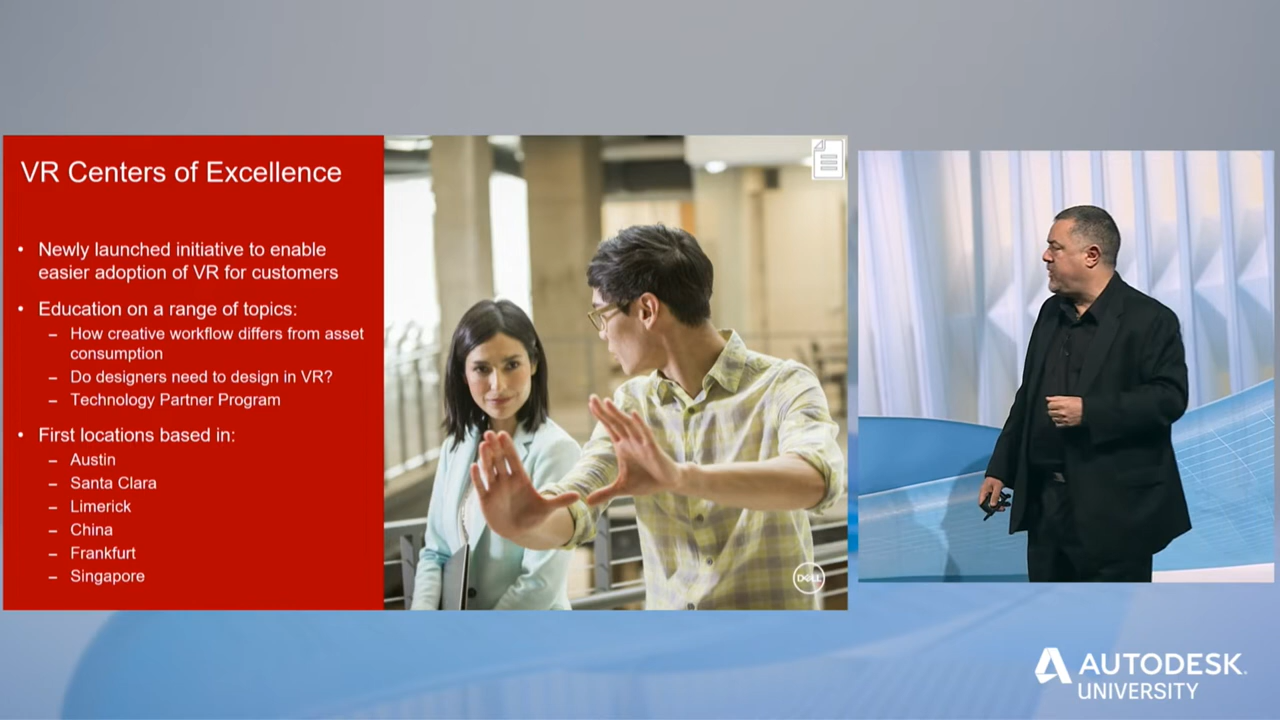 VR Centers of Excellence
• Newly launched initiative to enable
easier adoption of VR for customers
• Education on a range of topics:
– How creative workflow differs from asset
consumption
– Do designers need to design in VR?
– Technology Partner Program
• First locations based in:
– Austin
– Santa Clara
– Limerick
– China
– Frankfurt
– Singapore
DELL
AUTODESK.
UNIVERSITY